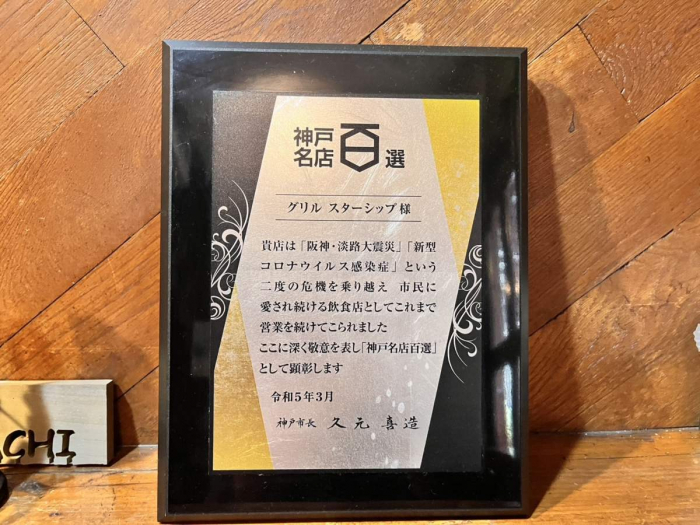 神戸
名店百選
グリル スターシップ様
貴店は「阪神・淡路大震災」「新型
コロナウイルス感染症」という
二度の危機を乗り越え 市民に
愛され続ける飲食店としてこれまで
営業を続けてこられました
ここに深く敬意を表し「神戸名店百選」
として顕彰します
令和5年3月
神戸市長 久元喜造
CHI